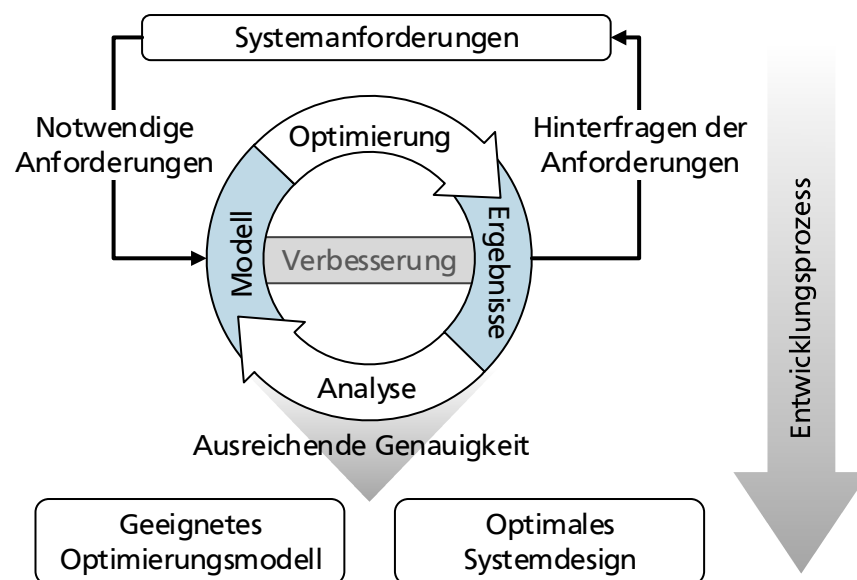 Systemanforderungen
Notwendige
Anforderungen
Optimierung
Hinterfragen der
Anforderungen
Modell
Verbesserung
Ergebnisse
Analyse
Ausreichende Genauigkeit
Geeignetes
Optimierungsmodell
Optimales
Systemdesign
Entwicklungsprozess